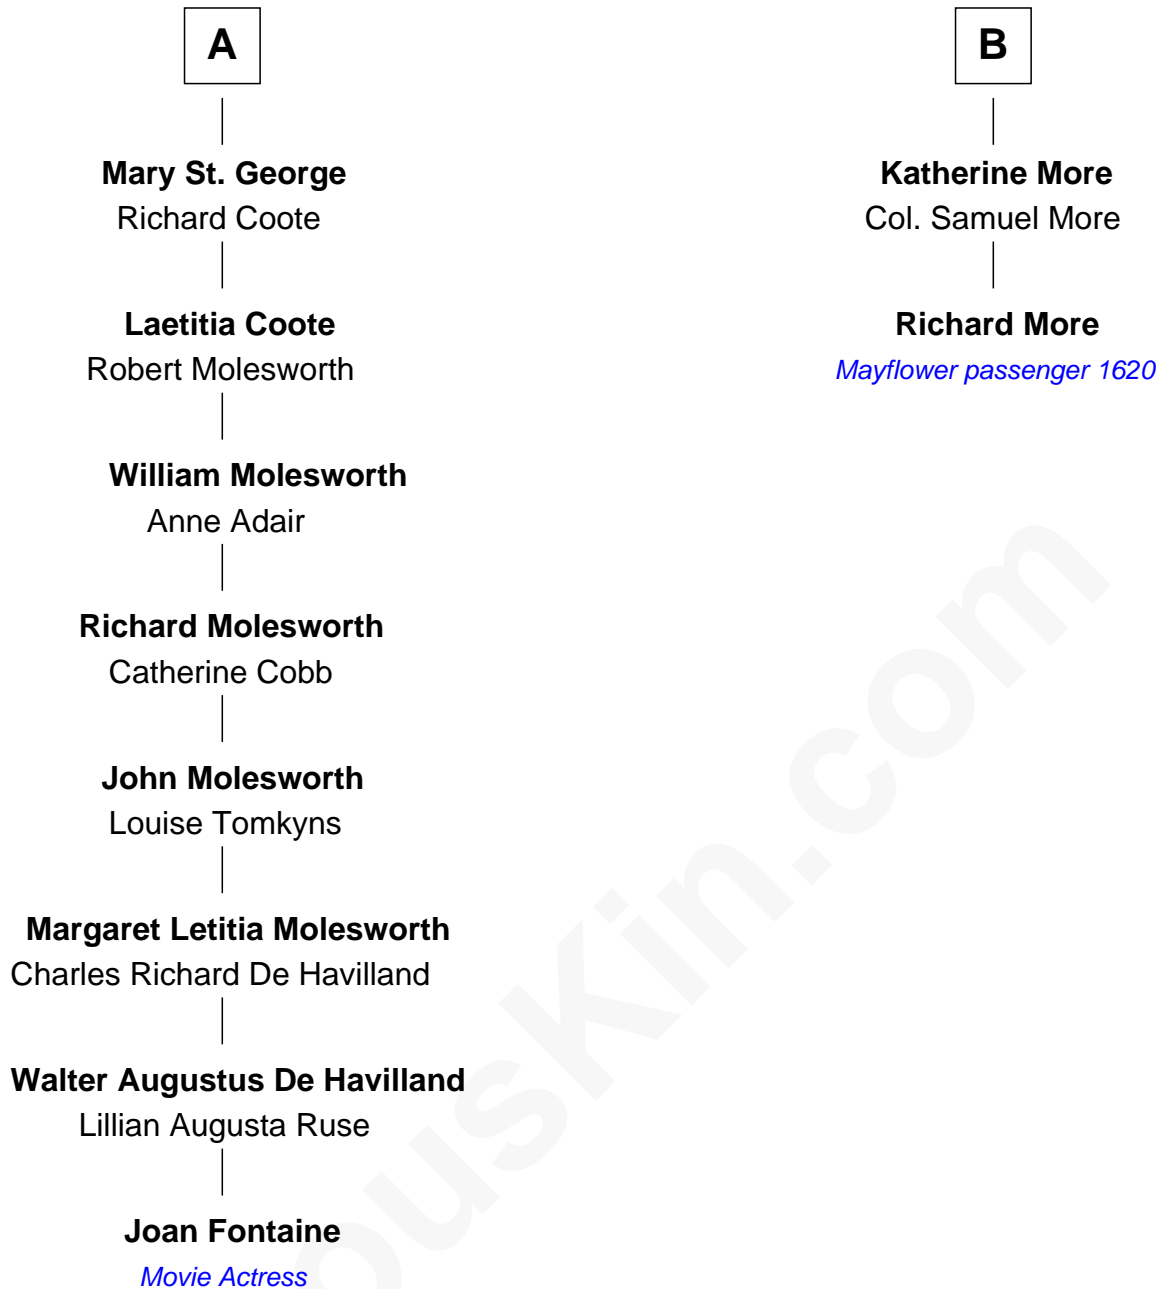 A
Mary St. George
Richard Coote
Laetitia Coote
Robert Molesworth
William Molesworth
Anne Adair
Richard Molesworth
Catherine Cobb
John Molesworth
Louise Tomkyns
Margaret Letitia Molesworth
Charles Richard De Havilland
Walter Augustus De Havilland
Lillian Augusta Ruse
Joan Fontaine
Movie Actress
B
Katherine More
Col. Samuel More
Richard More
Mayflower passenger 1620
ousKin.com